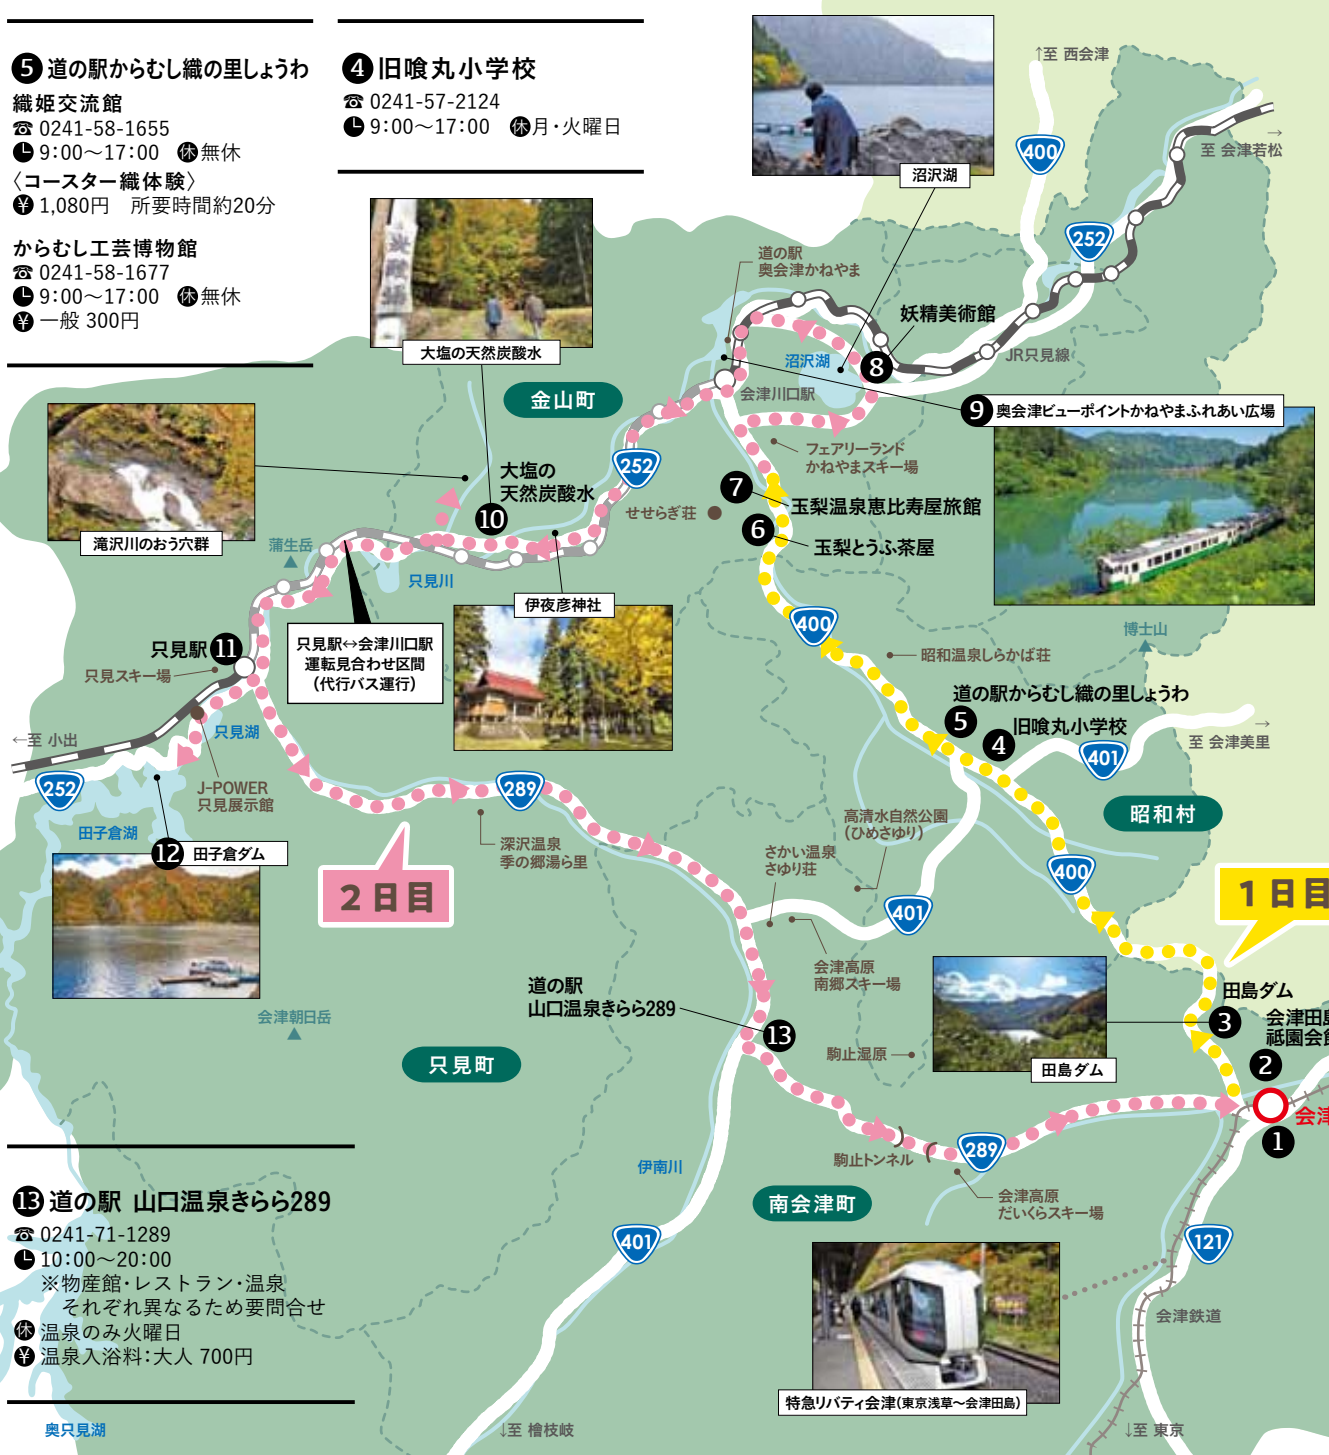 5 道の駅からむし織の里しょうわ
織姫交流館
☎ 0241-58-1655
9:00〜17:00 休無休
〈コースター織体験〉
¥ 1,080円 所要時間約20分
からむし工芸博物館
☎ 0241-58-1677
9:00〜17:00 休無休
¥ 一般 300円
4 旧喰丸小学校
☎ 0241-57-2124
9:00〜17:00 休月・火曜日
沼沢湖
↑至 西会津
400
→
至 会津若松
252
道の駅
奥会津かねやま
妖精美術館
8
JR只見線
沼沢湖
会津川口駅
大塩の天然炭酸水
金山町
9 奥会津ビューポイントかねやまふれあい広場
フェアリーランド
かねやまスキー場
252
大塩の
天然炭酸水
10
7
玉梨温泉恵比寿屋旅館
せせらぎ荘
6
玉梨とうふ茶屋
滝沢川のおう穴群
蒲生岳
只見川
伊夜彦神社
只見駅↔会津川口駅
運転見合わせ区間
(代行バス運行)
只見駅 11
只見スキー場
400
博士山
昭和温泉しらかば荘
道の駅からむし織の里しょうわ
5
旧喰丸小学校
4
→
至 会津美里
401
←至 小出
只見湖
252
J-POWER
只見展示館
289
昭和村
田子倉湖
12 田子倉ダム
深沢温泉
季の郷湯ら里
高清水自然公園
(ひめさゆり)
さかい温泉
さゆり荘
400
2日目
1日目
401
会津高原
南郷スキー場
道の駅
山口温泉きらら289
13
会津朝日岳
只見町
駒止湿原
田島ダム
田島ダム
3
会津田島
祗園会館
2
会津
1
駒止トンネル
289
伊南川
南会津町
会津高原
だいくらスキー場
401
121
会津鉄道
特急リバティ会津(東京浅草〜会津田島)
13 道の駅 山口温泉きらら289
☎ 0241-71-1289
10:00〜20:00
※物産館・レストラン・温泉
それぞれ異なるため要問合せ
休 温泉のみ火曜日
¥ 温泉入浴料:大人 700円
奥只見湖
↓至 檜枝岐
↓至 東京